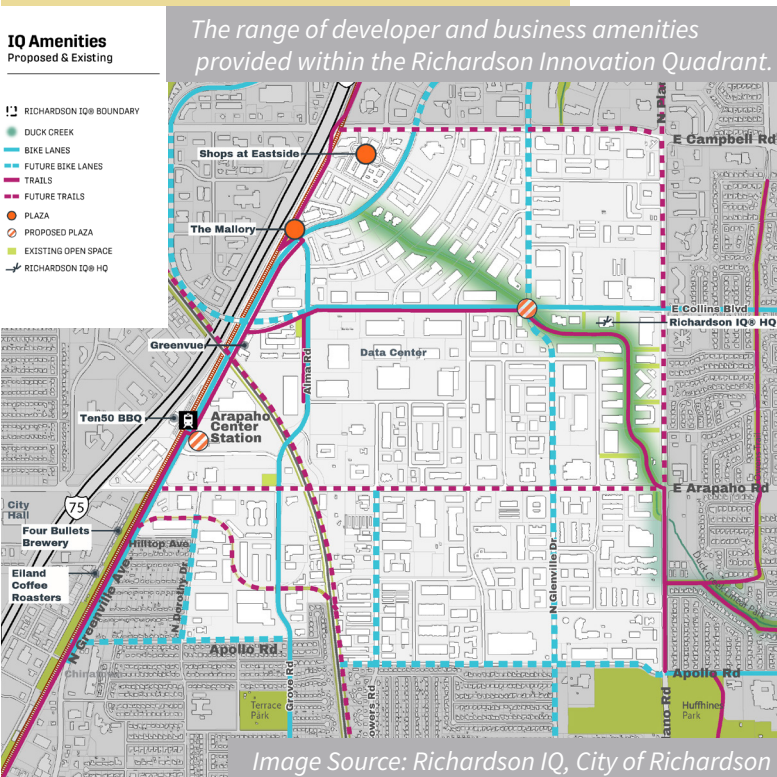 The range of developer and business amenities
provided within the Richardson Innovation Quadrant.
IQ Amenities
Proposed & Existing
RICHARDSON IQ® BOUNDARY
DUCK CREEK
BIKE LANES
FUTURE BIKE LANES
TRAILS
FUTURE TRAILS
PLAZA
PROPOSED PLAZA
EXISTING OPEN SPACE
RICHARDSON IQ® HQ
E Campbell Rd
Shops at Eastside
The Mallory
E Collins Blvd
Richardson IQ® HQ
Greenvue
Data Center
Alma Rd
Ten50 BBQ
Arapaho
Center
Station
E Arapaho Rd
75
City
Hall
Four Bullets
Brewery
Hilltop Ave
Eiland
Coffee
Roasters
N Greenville Ave
N Dorothy Dr
N Glenville Dr
Apollo Rd
Apollo Rd
Grove Rd
Terrace
Park
owers Rd
lano Rd
Huffhines
Park
Image Source: Richardson IQ, City of Richardson